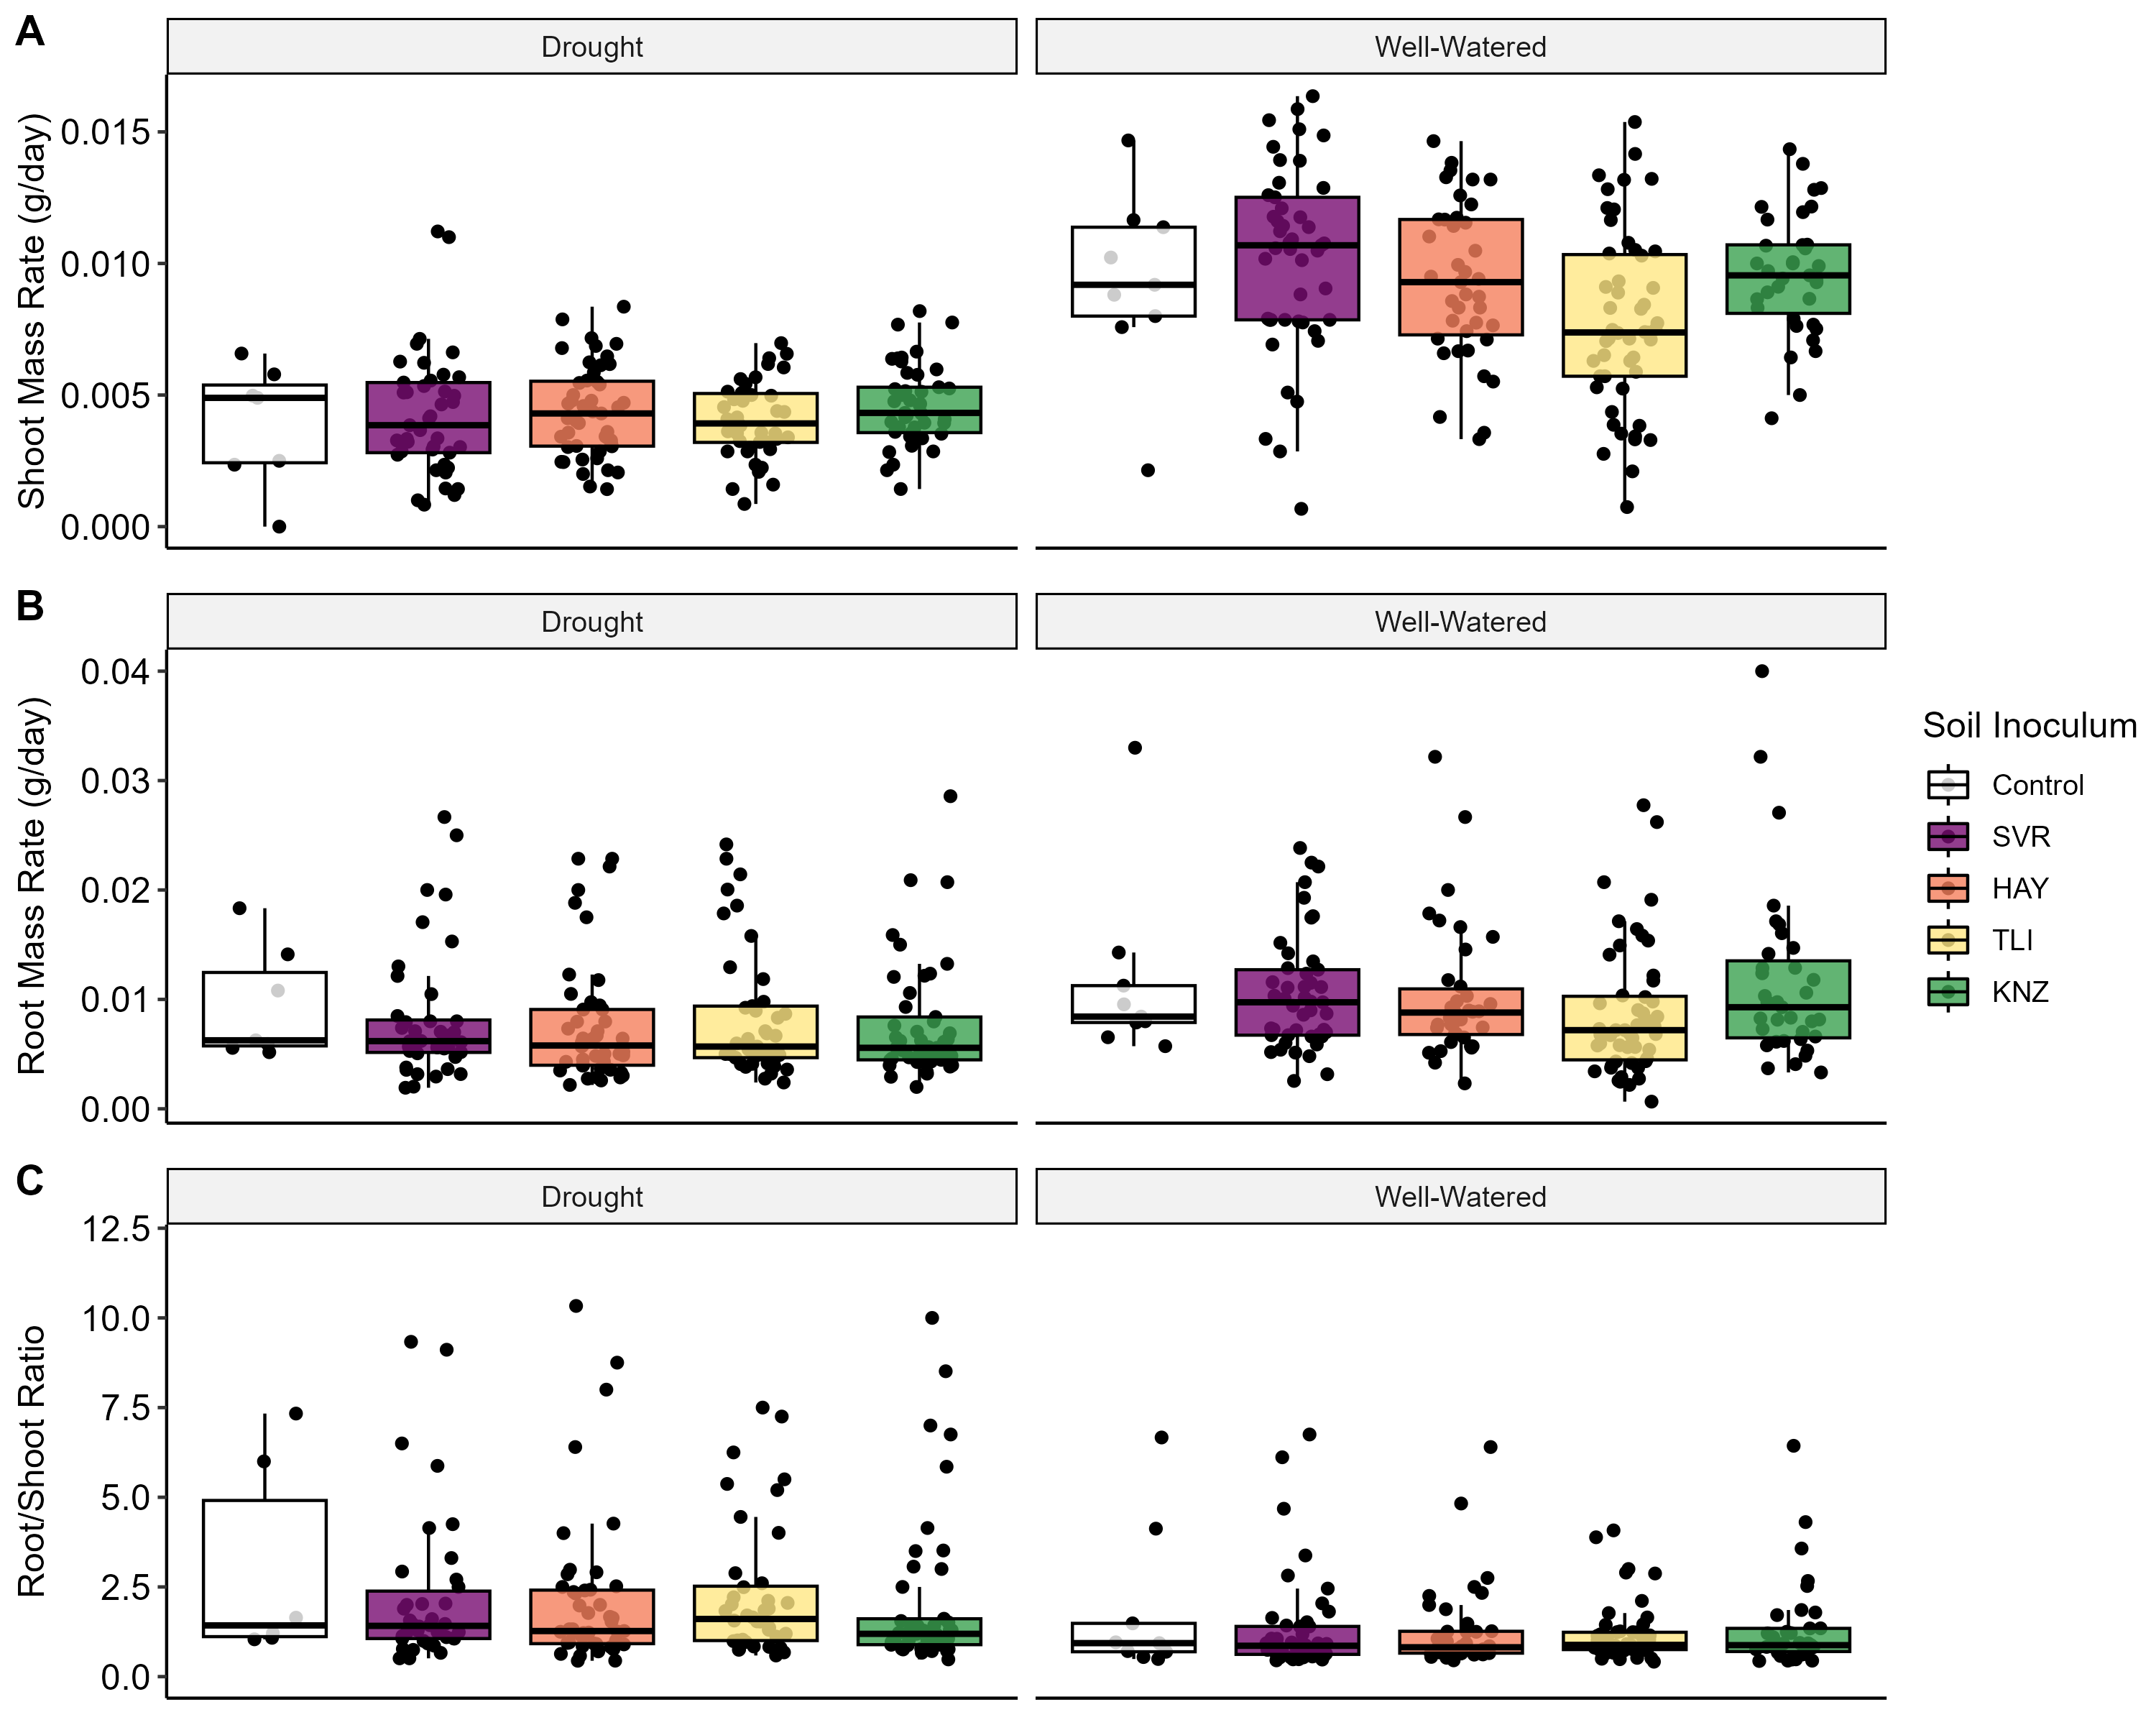 A
Drought
Well-Watered
Shoot Mass Rate (g/day)
0.015
0.010
0.005
0.000
B
Drought
Well-Watered
Root Mass Rate (g/day)
0.04
0.03
0.02
0.01
0.00
Soil Inoculum
Control
SVR
HAY
TLI
KNZ
C
Drought
Well-Watered
Root/Shoot Ratio
12.5
10.0
7.5
5.0
2.5
0.0